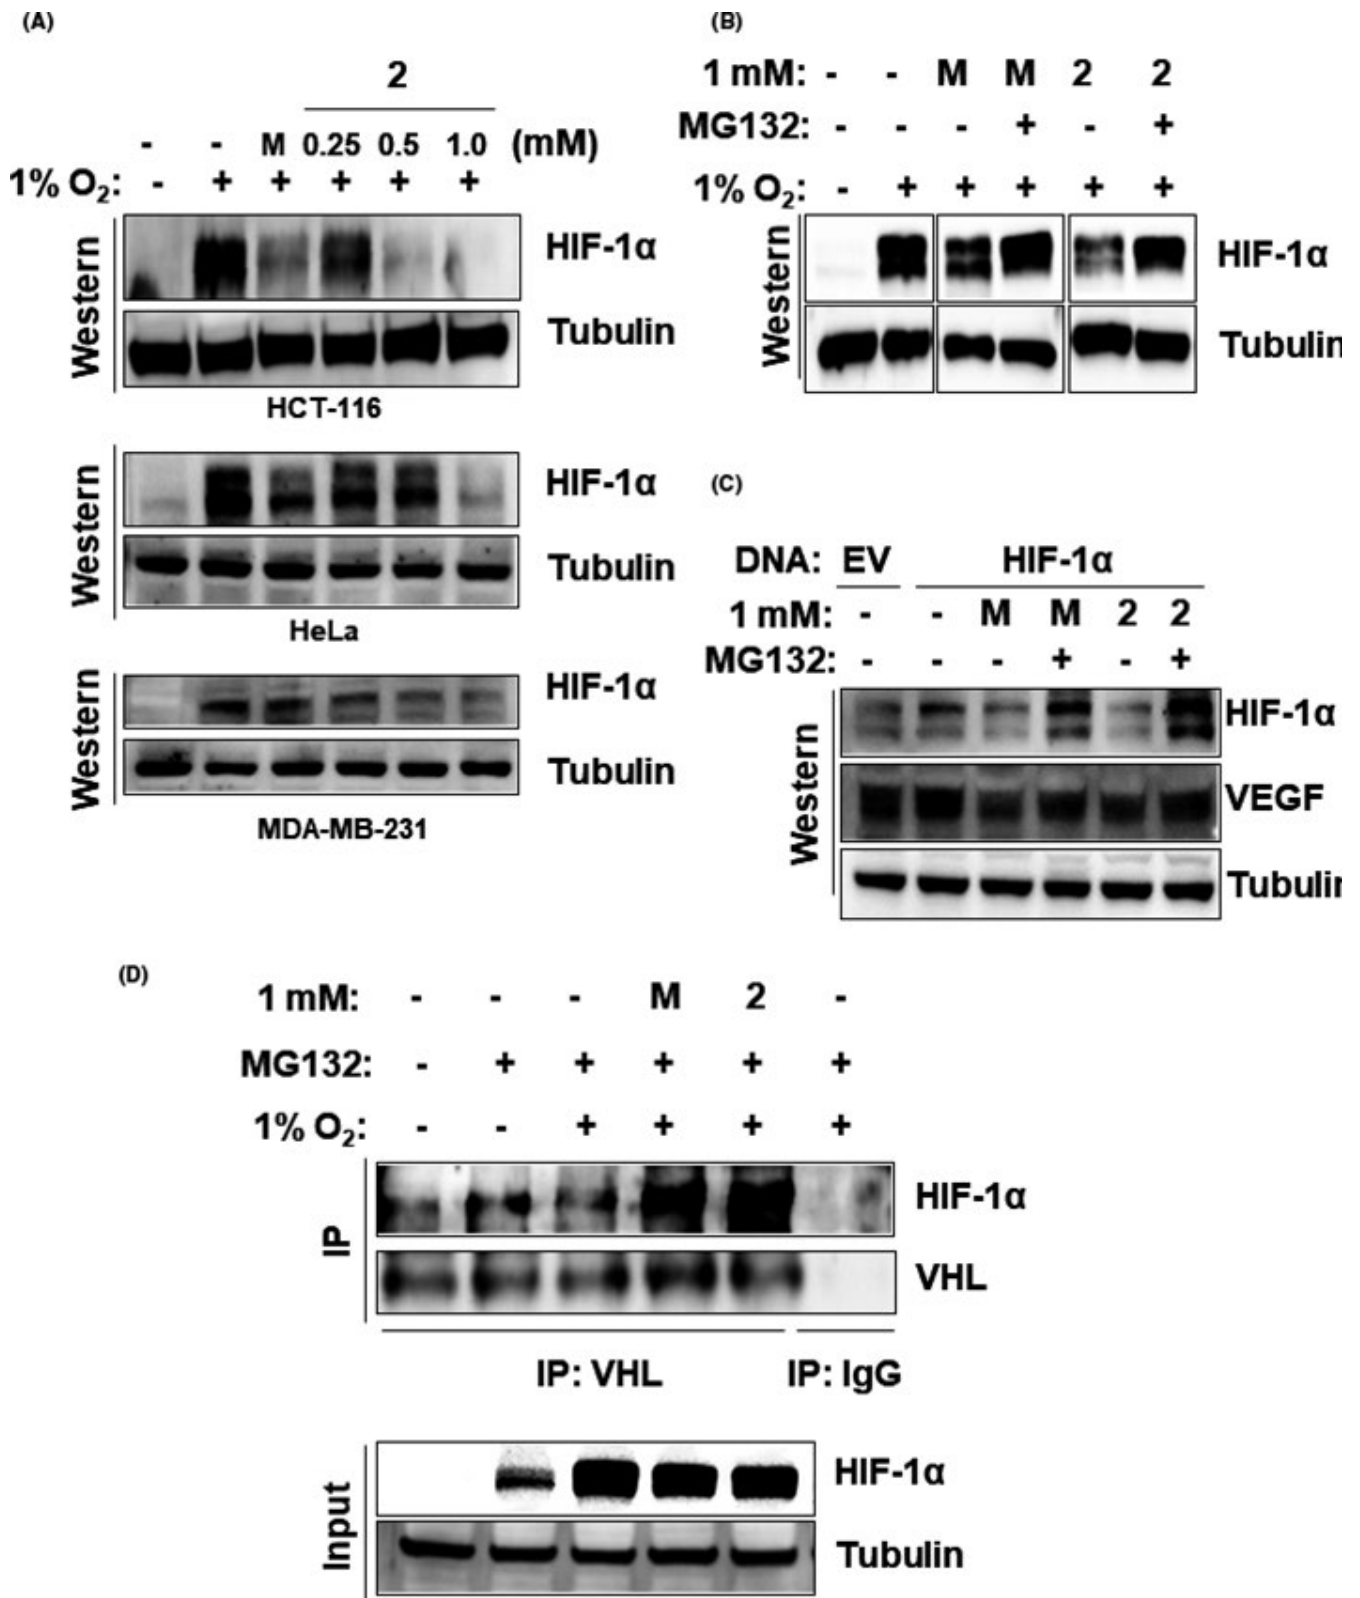 (A)
2
- - M 0.25 0.5 1.0 (mM)
1% O₂: - + + + + +
Western
HIF-1α
Tubulin
HCT-116
Western
HIF-1α
Tubulin
HeLa
Western
HIF-1α
Tubulin
MDA-MB-231
(B)
1 mM: - - M M 2 2
MG132: - - - + - +
1% O₂: - + + + + +
Western
HIF-1α
Tubulin
(C)
DNA: EV HIF-1α
1 mM: - - M M 2 2
MG132: - - - + - +
Western
HIF-1α
VEGF
Tubulin
(D)
1 mM: - - - M 2 -
MG132: - + + + + +
1% O₂: - - + + + +
IP
HIF-1α
VHL
IP: VHL IP: IgG
Input
HIF-1α
Tubulin